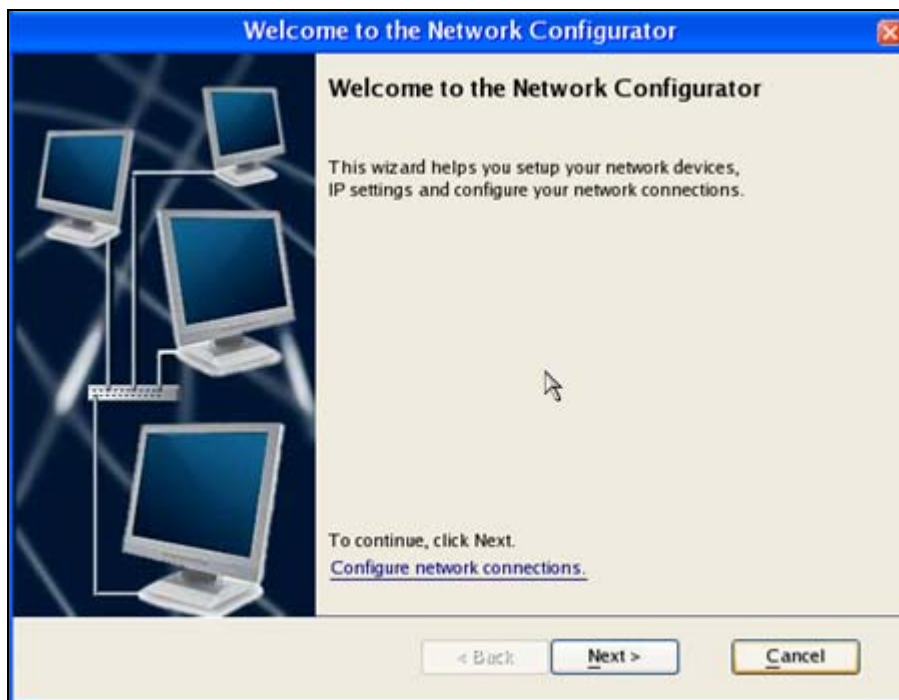 Welcome to the Network Configurator
Welcome to the Network Configurator
This wizard helps you setup your network devices,
IP settings and configure your network connections.
To continue, click Next.
Configure network connections.
< Back Next > Cancel